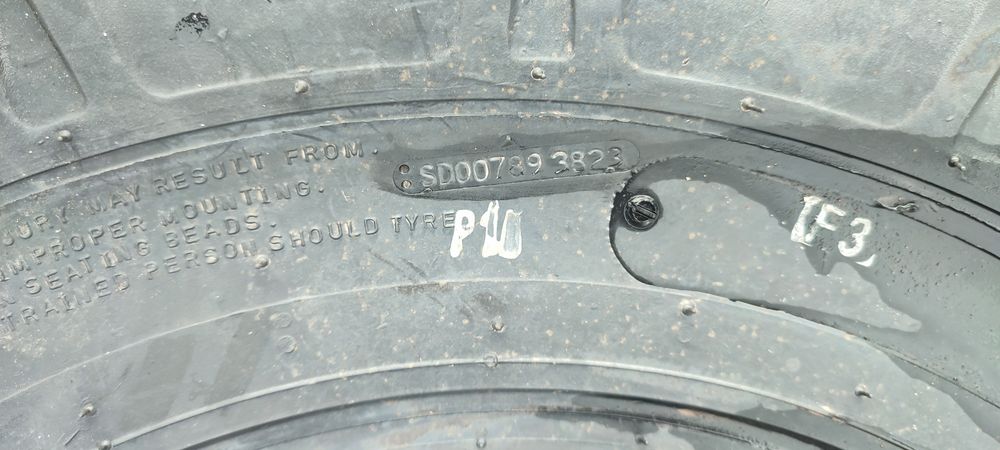 SD00789 3823
JURY MAY RESULT FROM.
IMPROPER MOUNTING.
SEATING BEADS.
TRAINED PERSON SHOULD TYRE
P10
F3